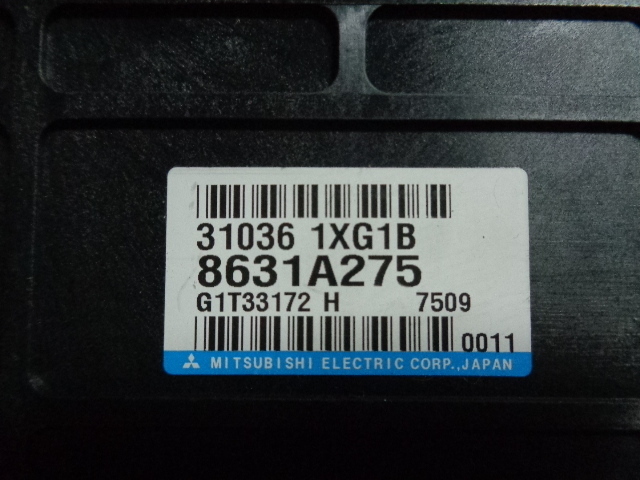 31036 1XG1B
8631A275
G1T33172 H 7509
0011
MITSUBISHI ELECTRIC CORP.,JAPAN